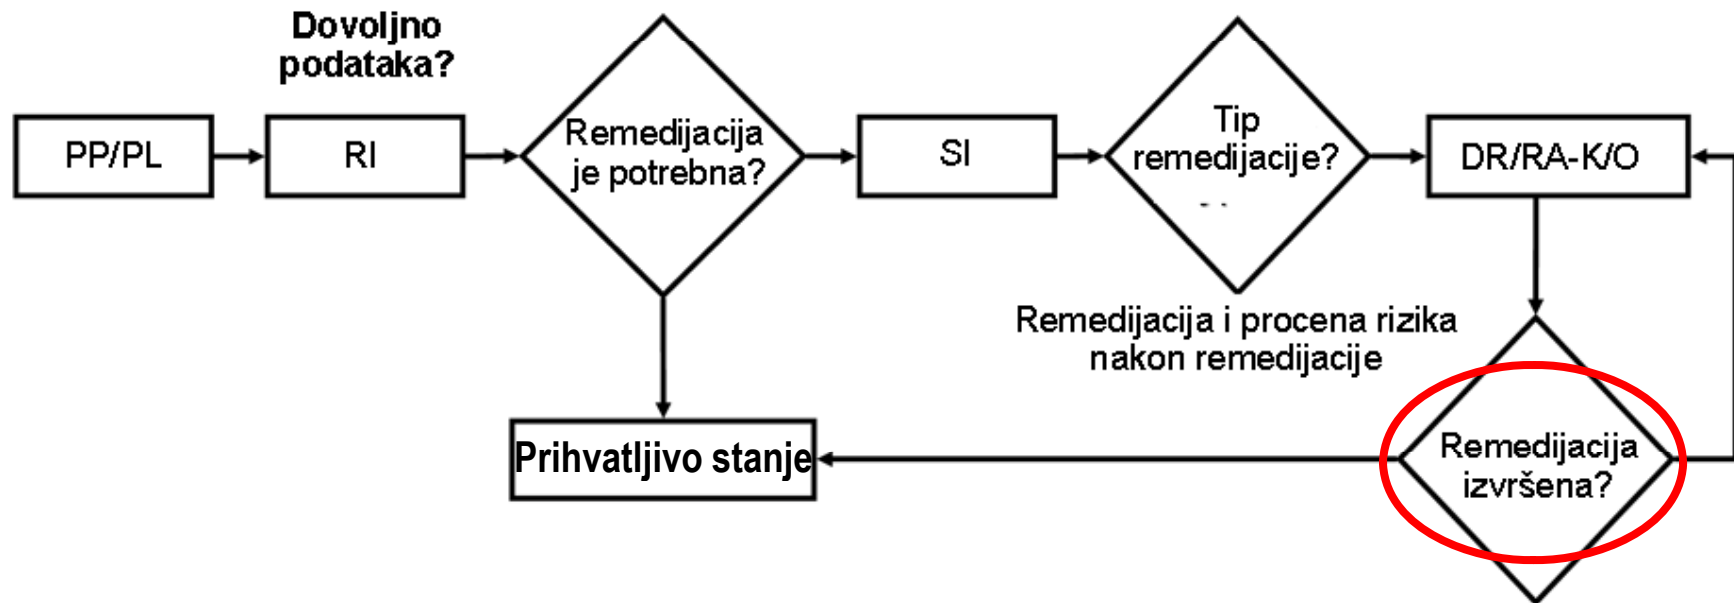 Dovoljno
podataka?
PP/PL
RI
Remedijacija
je potrebna?
SI
Tip
remedijacije?
DR/RA-K/O
Remedijacija i procena rizika
nakon remedijacije
Prihvatljivo stanje
Remedijacija
izvršena?